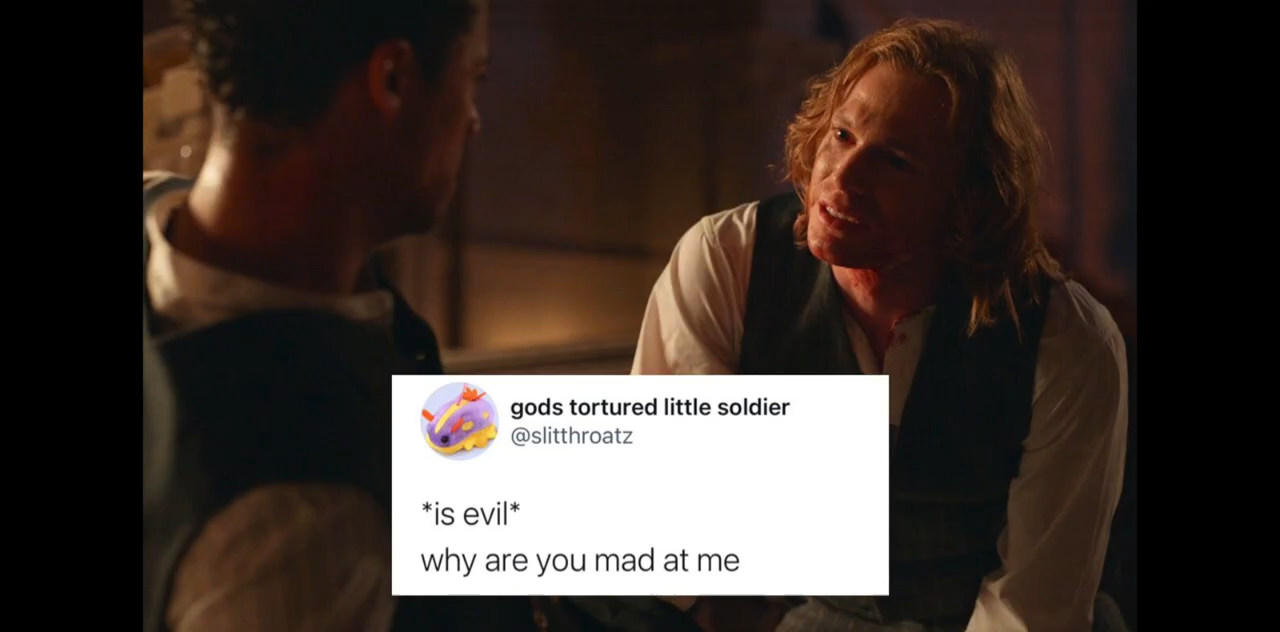 gods tortured little soldier
@slitthroatz
*is evil*
why are you mad at me